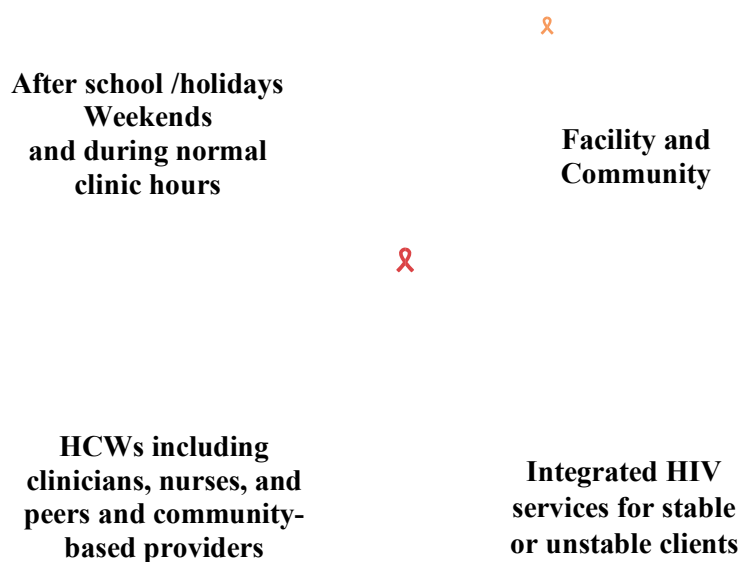 After school /holidays
Weekends
and during normal
clinic hours
Facility and
Community
HCWs including
clinicians, nurses, and
peers and community-
based providers
Integrated HIV
services for stable
or unstable clients